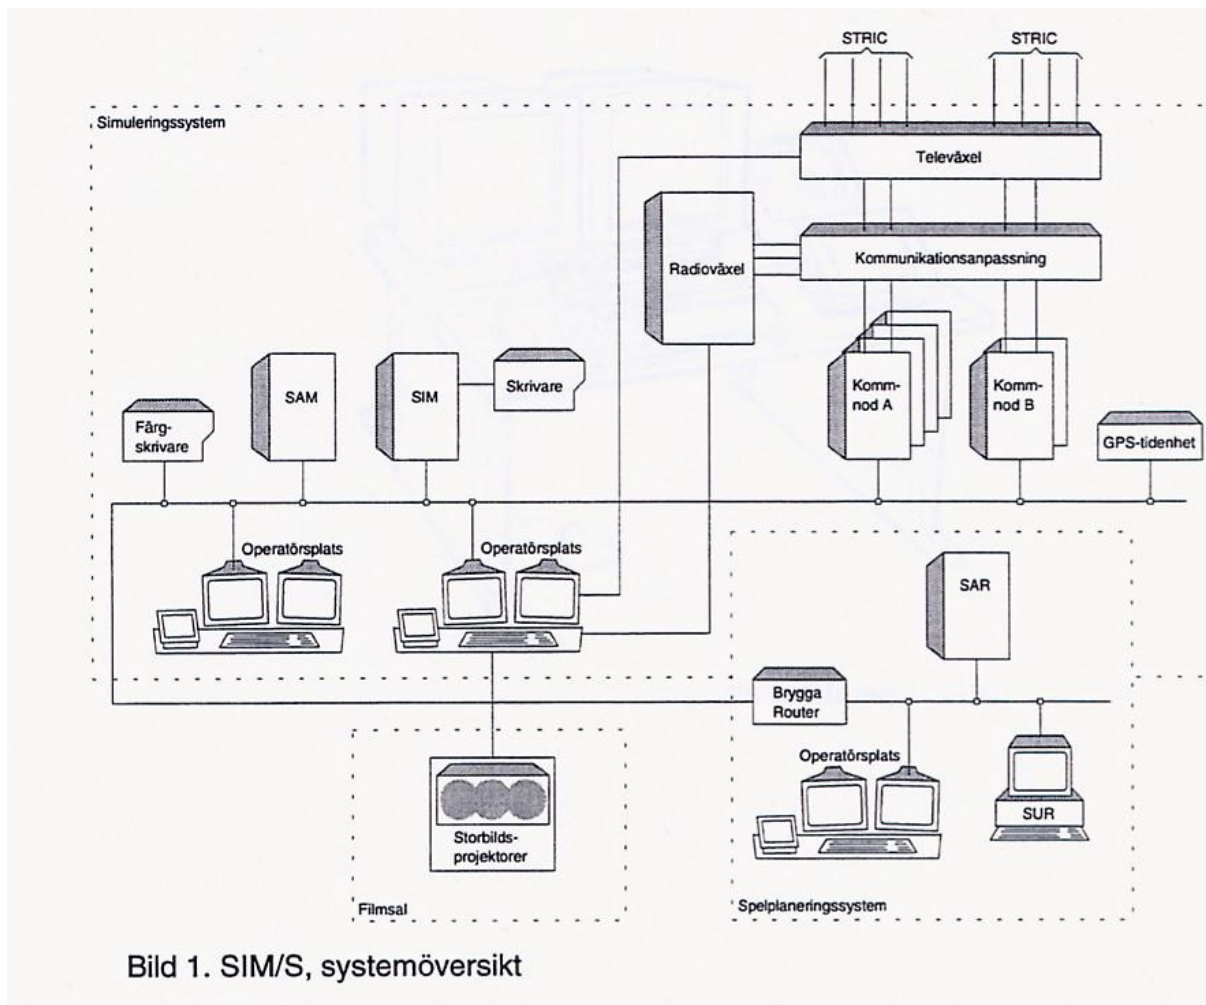 STRIC
STRIC
Simuleringssystem
Televäxel
Radioväxel
Kommunikationsanpassning
SAM
SIM
Skrivare
Komm-
nod A
Komm-
nod B
Färg-
skrivare
GPS-tidenhet
Operatörsplats
Operatörsplats
SAR
Brygga
Router
Operatörsplats
SUR
Storbilds-
projektorer
Filmsal
Spelplaneringssystem
Bild 1. SIM/S, systemöversikt